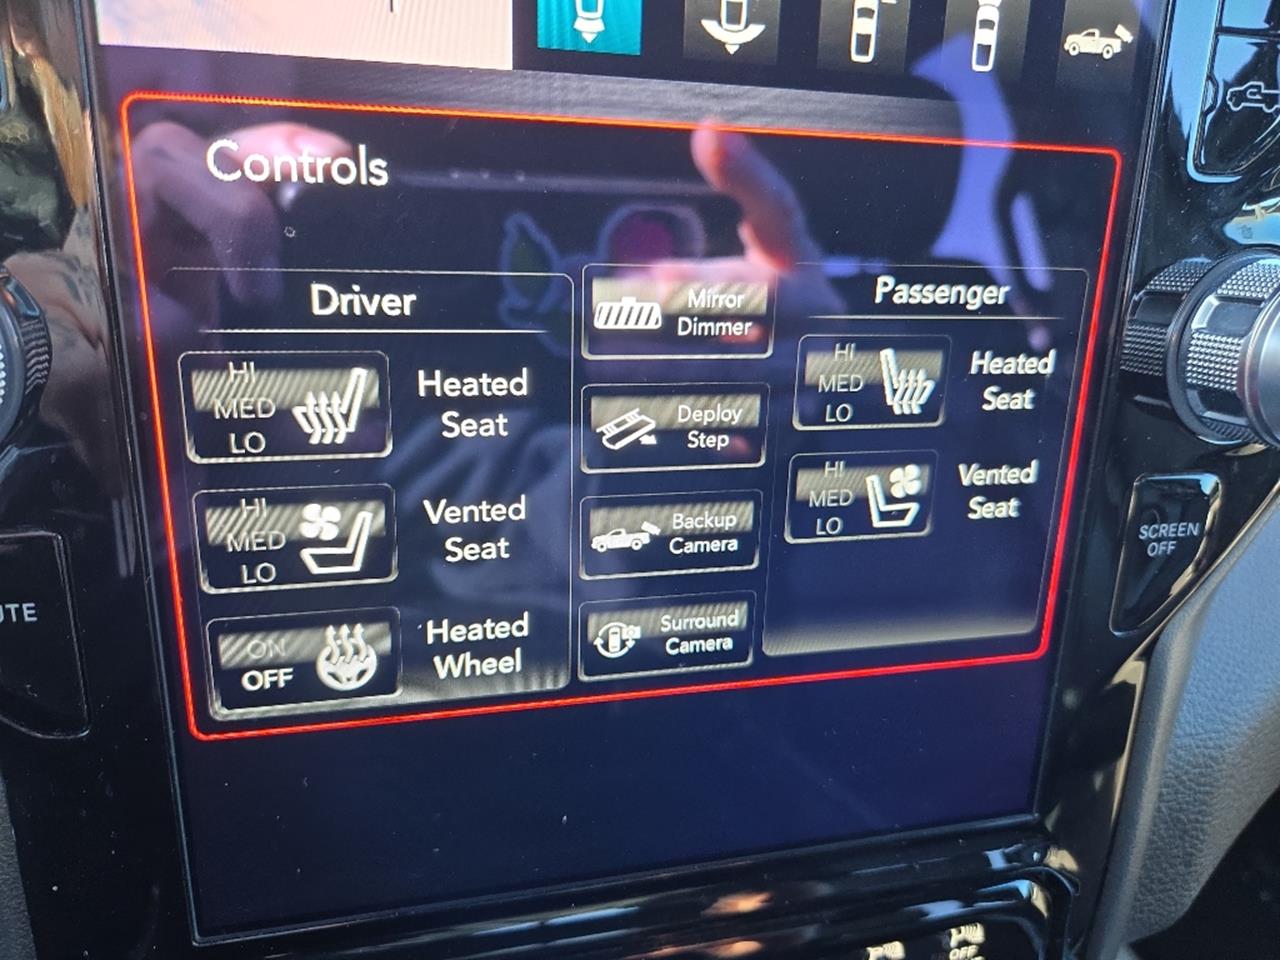 Controls
Driver
HI
MED
LO
Heated
Seat
HI
MED
LO
Vented
Seat
ON
OFF
Heated
Wheel
Mirror
Dimmer
Deploy
Step
Backup
Camera
Surround
Camera
Passenger
HI
MED
LO
Heated
Seat
HI
MED
LO
Vented
Seat
SCREEN
OFF
OFF